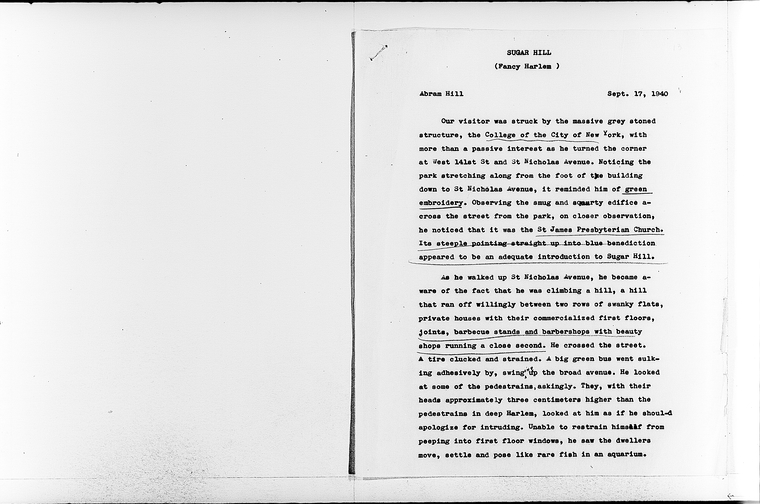 SUGAR HILL
(Fancy Harlem )
Abram Hill Sept. 17, 1940
Our visitor was struck by the massive grey stoned
structure, the College of the City of New York, with
more than a passive interest as he turned the corner
at West 141st St and St Nicholas Avenue. Noticing the
park stretching along from the foot of the building
down to St Nicholas Avenue, it reminded him of green
embroidery. Observing the smug and squarty edifice a-
cross the street from the park, on closer observation,
he noticed that it was the St James Presbyterian Church.
Its steeple pointing straight up into blue benediction
appeared to be an adequate introduction to Sugar Hill.
As he walked up St Nicholas Avenue, he became a-
ware of the fact that he was climbing a hill, a hill
that ran off willingly between two rows of swanky flats,
private houses with their commercialized first floors,
joints, barbecue stands and barbershops with beauty
shops running a close second. He crossed the street.
A tire clucked and strained. A big green bus went sulk-
ing adhesively by, swing up the broad avenue. He looked
at some of the pedestrains, askingly. They, with their
heads approximately three centimeters higher than the
pedestrains in deep Harlem, looked at him as if he shoul-d
apologize for intruding. Unable to restrain himself from
peeping into first floor windows, he saw the dwellers
move, settle and pose like rare fish in an aquarium.